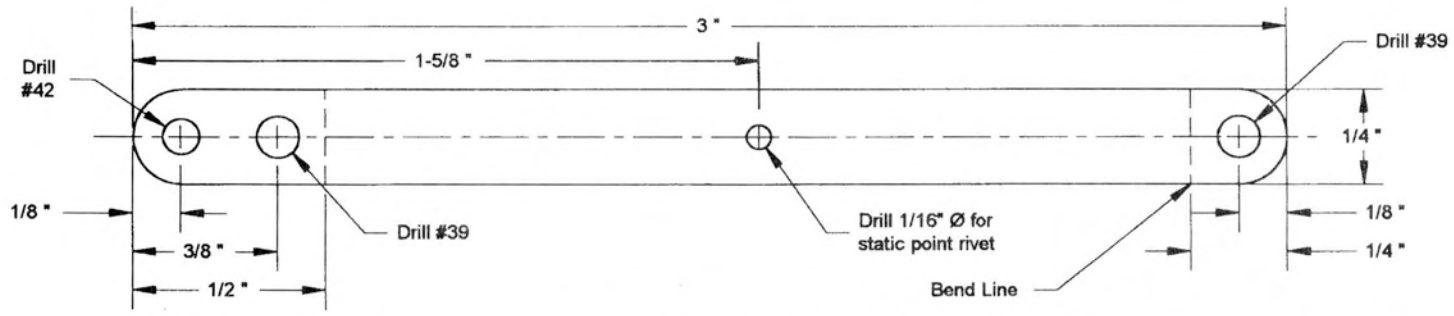 3 "
1-5/8 "
Drill #39
Drill
#42
1/4 "
1/8 "
Drill #39
Drill 1/16" Ø for
static point rivet
1/8 "
3/8 "
1/4 "
1/2 "
Bend Line